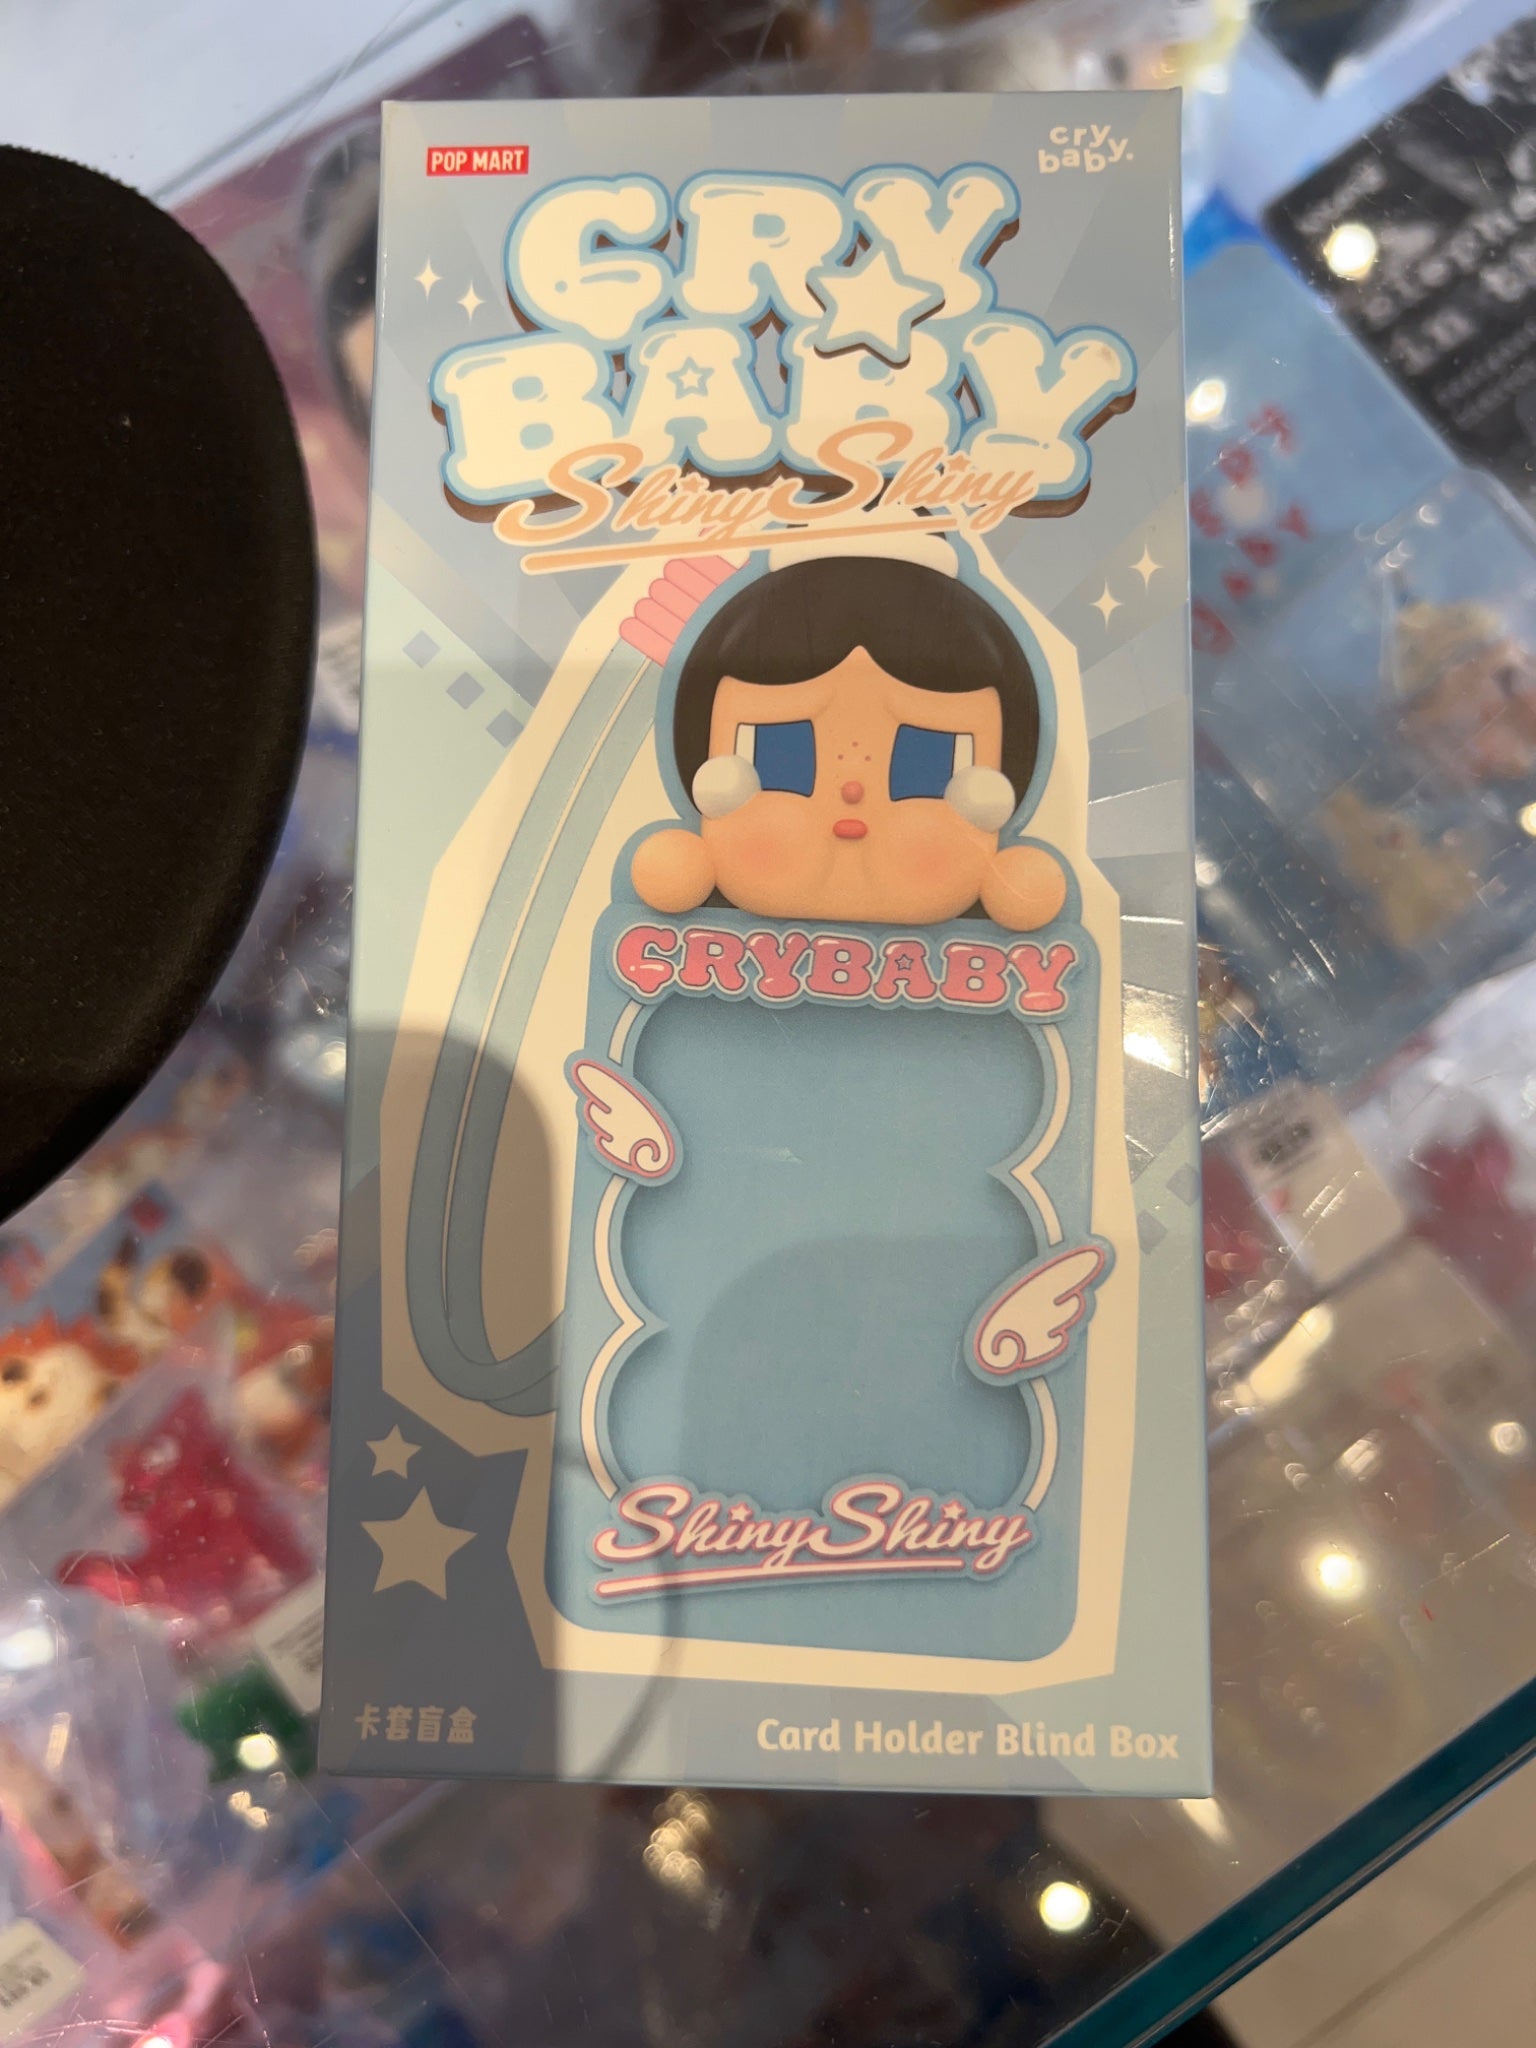 POP MART
cry
baby.
CRY
BABY
Shiny Shiny
CRYBABY
Shiny Shiny
卡套盲盒
Card Holder Blind Box